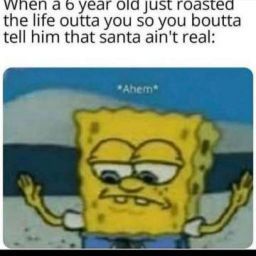 When a 6 year old just roasted
the life outta you so you boutta
tell him that santa ain't real:
*Ahem*